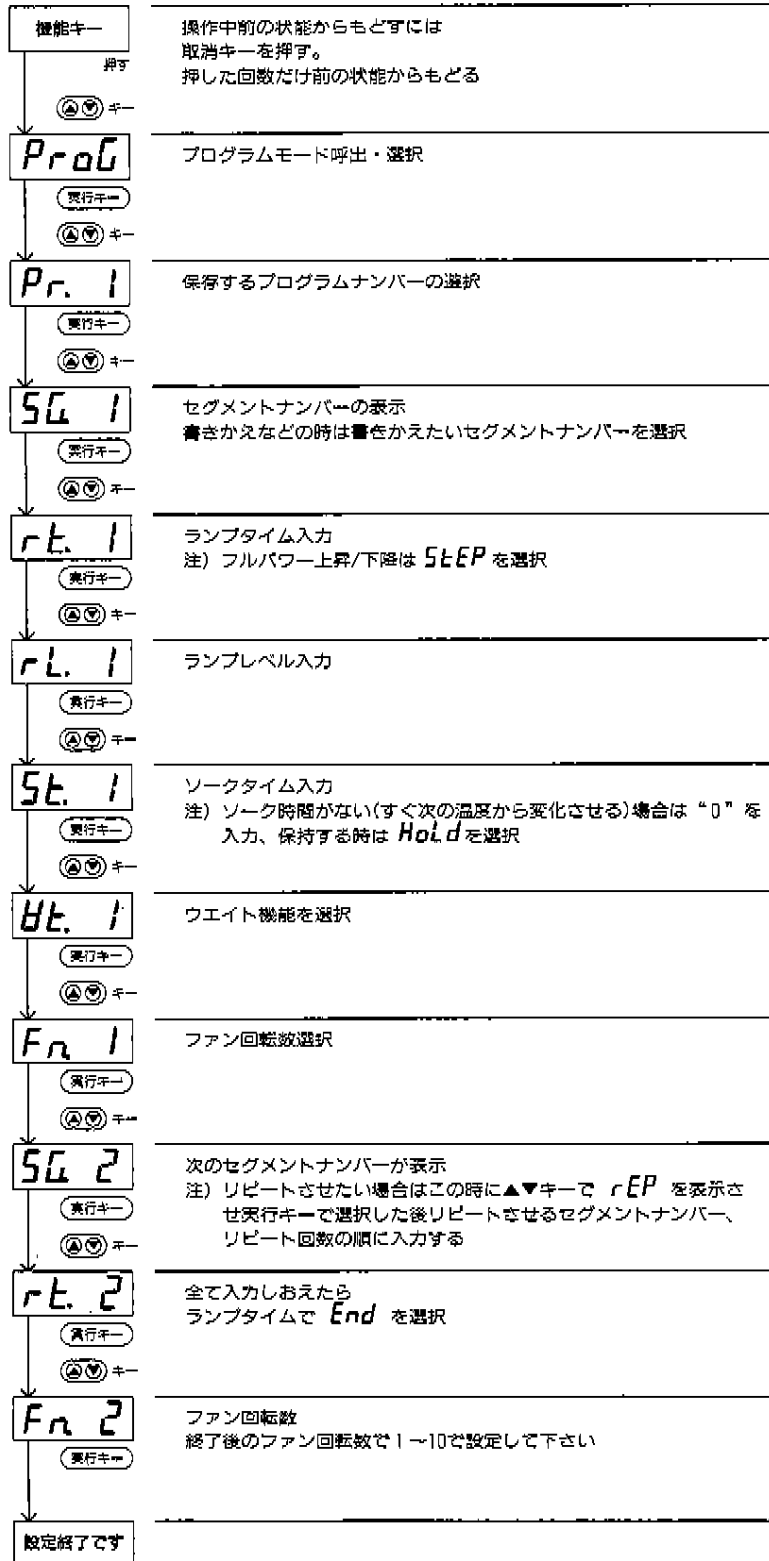 機能キー
操作中前の状態からもどすには
取消キーを押す。
押した回数だけ前の状態からもどる
押す
▲▼ キー
ProG
プログラムモード呼出・選択
実行キー
▲▼ キー
Pr. 1
保存するプログラムナンバーの選択
実行キー
▲▼ キー
SG. 1
セグメントナンバーの表示
書きかえなどの時は書きかえたいセグメントナンバーを選択
実行キー
▲▼ キー
rt. 1
ランプタイム入力
注) フルパワー上昇/下降は StEP を選択
実行キー
▲▼ キー
rL. 1
ランプレベル入力
実行キー
▲▼ キー
St. 1
ソークタイム入力
注) ソーク時間がない(すぐ次の温度から変化させる)場合は “0” を
入力、保持する時は HoLd を選択
実行キー
▲▼ キー
Wt. 1
ウエイト機能を選択
実行キー
▲▼ キー
Fn. 1
ファン回転数選択
実行キー
▲▼ キー
SG. 2
次のセグメントナンバーが表示
注) リピートさせたい場合はこの時に▲▼キーで rEP を表示さ
せ実行キーで選択した後リピートさせるセグメントナンバー、
リピート回数の順に入力する
実行キー
▲▼ キー
rt. 2
全て入力しおえたら
ランプタイムで End を選択
実行キー
▲▼ キー
Fn. 2
ファン回転数
終了後のファン回転数で1～10で設定して下さい
実行キー
設定終了です